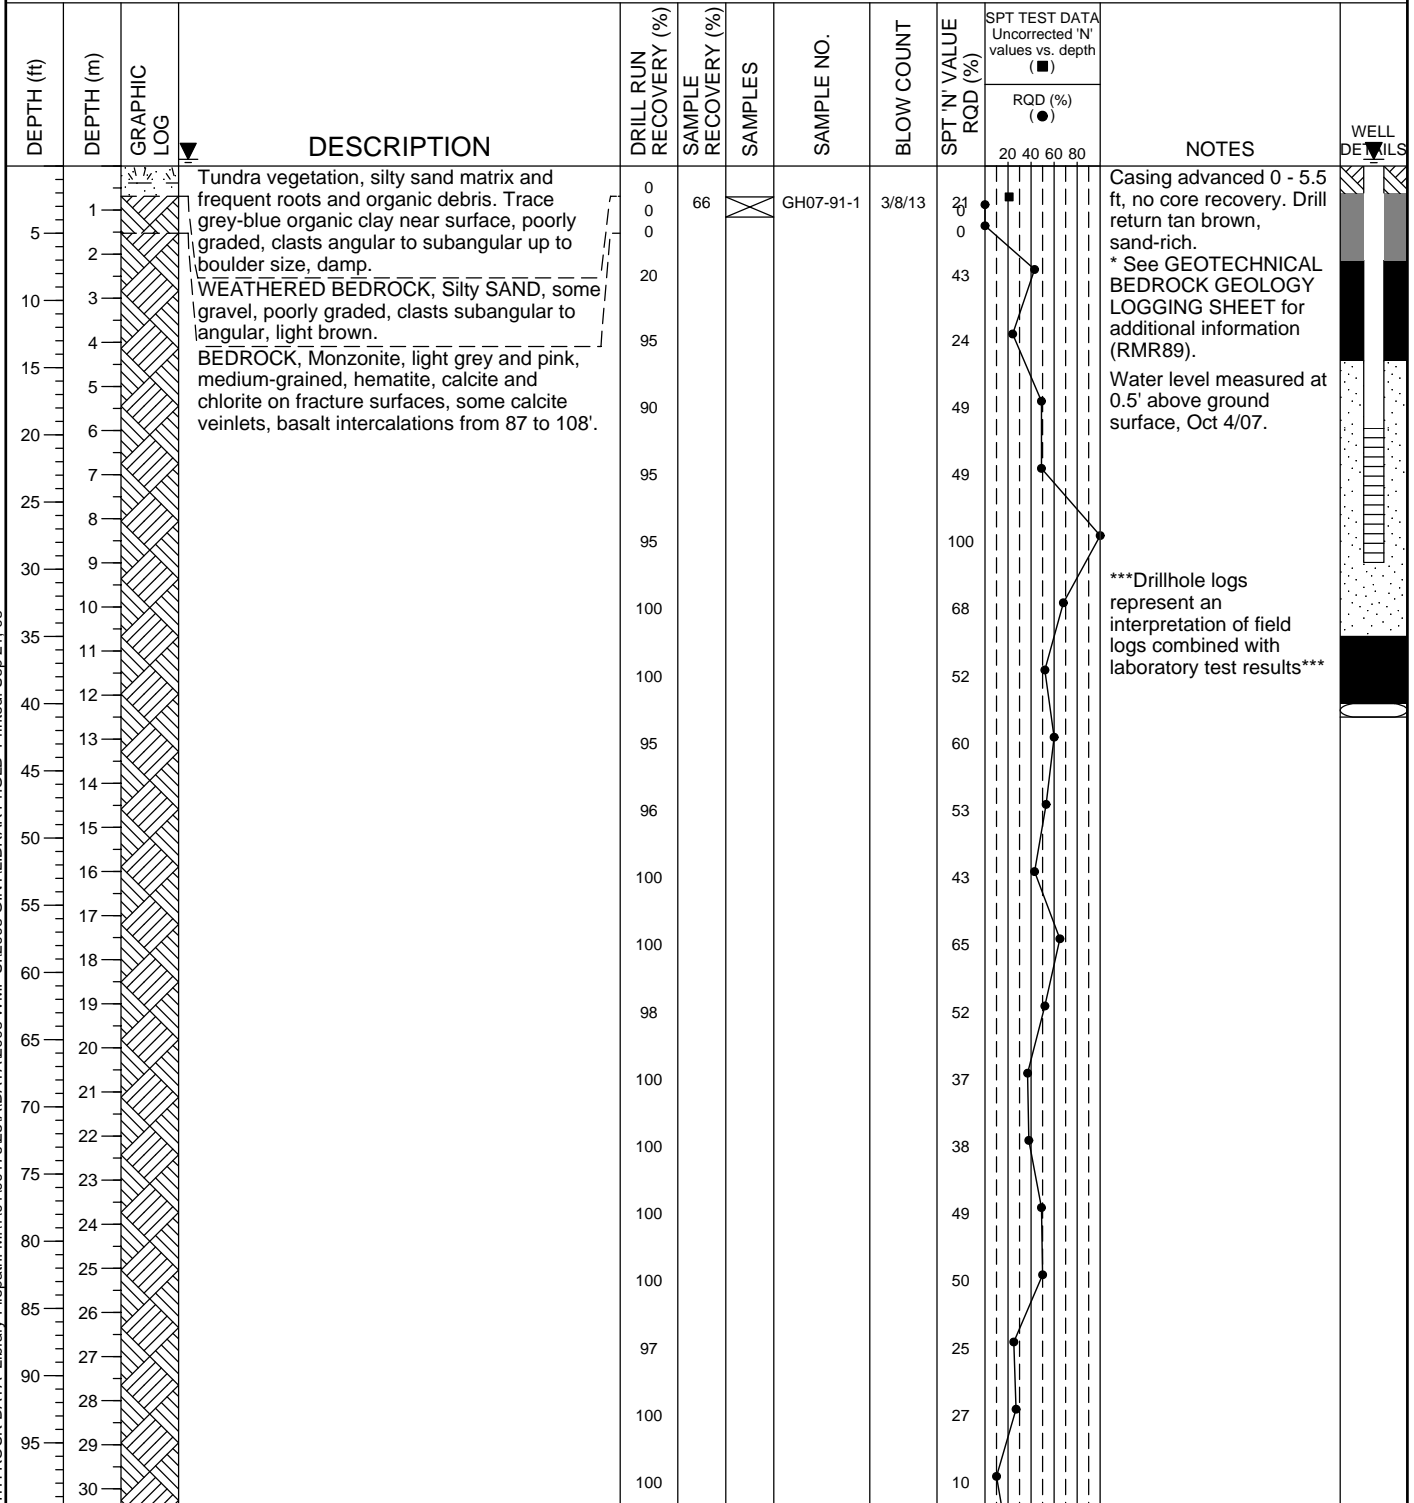 DEPTH (ft)
DEPTH (m)
GRAPHIC
LOG
DESCRIPTION
DRILL RUN
RECOVERY (%)
SAMPLE
RECOVERY (%)
SAMPLES
SAMPLE NO.
BLOW COUNT
SPT 'N' VALUE
RQD (%)
SPT TEST DATA
Uncorrected 'N'
values vs. depth
( ■ )
RQD (%)
( ● )
20 40 60 80
NOTES
WELL
DETAILS
Tundra vegetation, silty sand matrix and
frequent roots and organic debris. Trace
grey-blue organic clay near surface, poorly
graded, clasts angular to subangular up to
boulder size, damp.
WEATHERED BEDROCK, Silty SAND, some
gravel, poorly graded, clasts subangular to
angular, light brown.
BEDROCK, Monzonite, light grey and pink,
medium-grained, hematite, calcite and
chlorite on fracture surfaces, some calcite
veinlets, basalt intercalations from 87 to 108'.
5
10
15
20
25
30
35
40
45
50
55
60
65
70
75
80
85
90
95
1
2
3
4
5
6
7
8
9
10
11
12
13
14
15
16
17
18
19
20
21
22
23
24
25
26
27
28
29
30
0
0
0
20
95
90
95
95
100
100
95
96
100
100
98
100
100
100
100
97
100
100
66
GH07-91-1
3/8/13
21
0
0
43
24
49
49
100
68
52
60
53
43
65
52
37
38
49
50
25
27
10
Casing advanced 0 - 5.5
ft, no core recovery. Drill
return tan brown,
sand-rich.
* See GEOTECHNICAL
BEDROCK GEOLOGY
LOGGING SHEET for
additional information
(RMR89).
Water level measured at
0.5' above ground
surface, Oct 4/07.
***Drillhole logs
represent an
interpretation of field
logs combined with
laboratory test results***